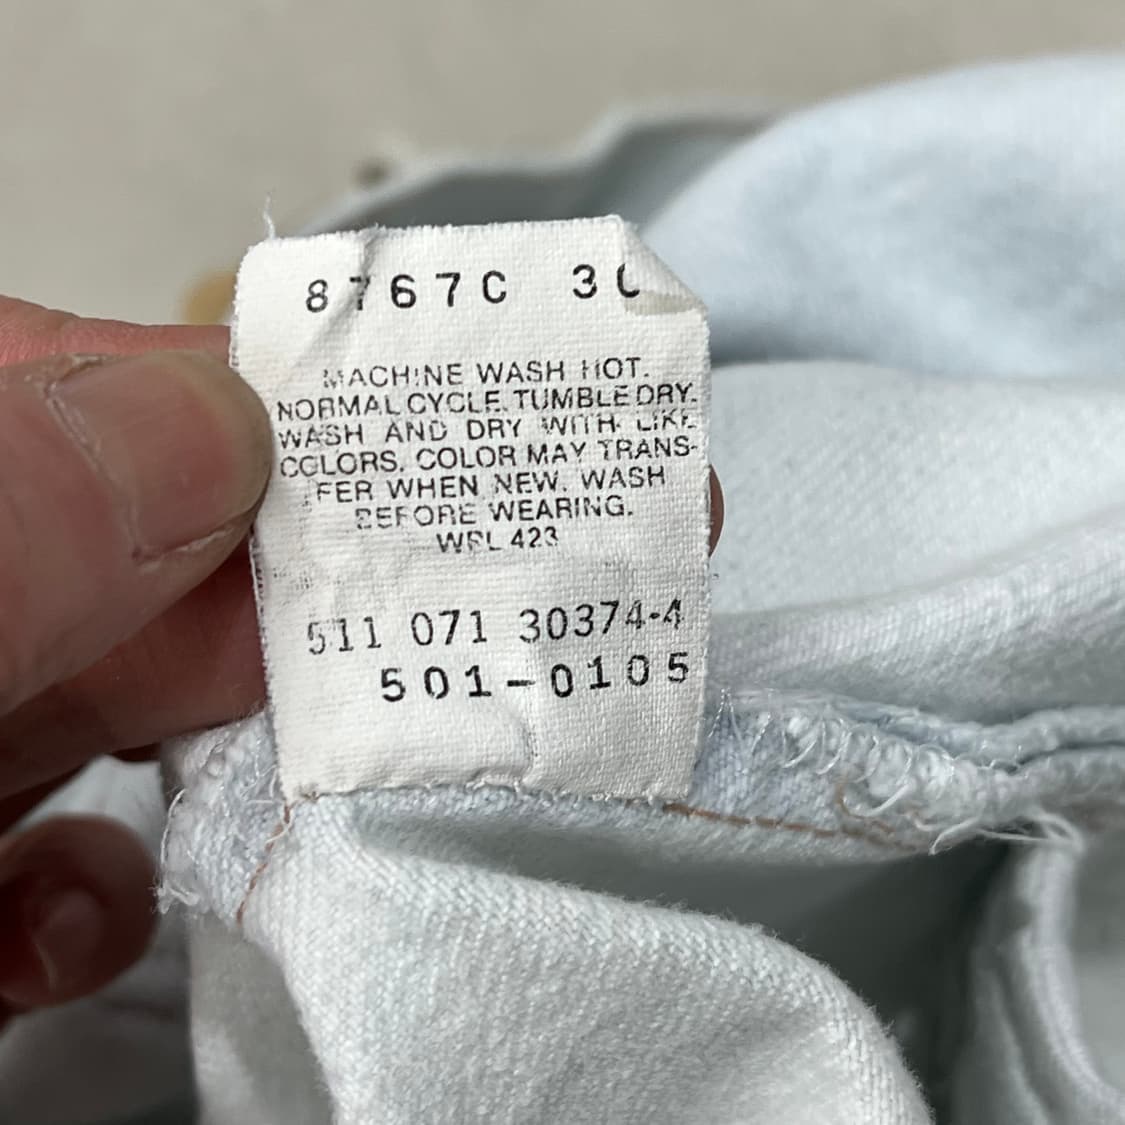 8767C 30
MACHINE WASH HOT.
NORMAL CYCLE. TUMBLE DRY.
WASH AND DRY WITH LIKE
COLORS. COLOR MAY TRANS-
FER WHEN NEW. WASH
BEFORE WEARING.
WPL 423
511 071 30374-4
501-0105